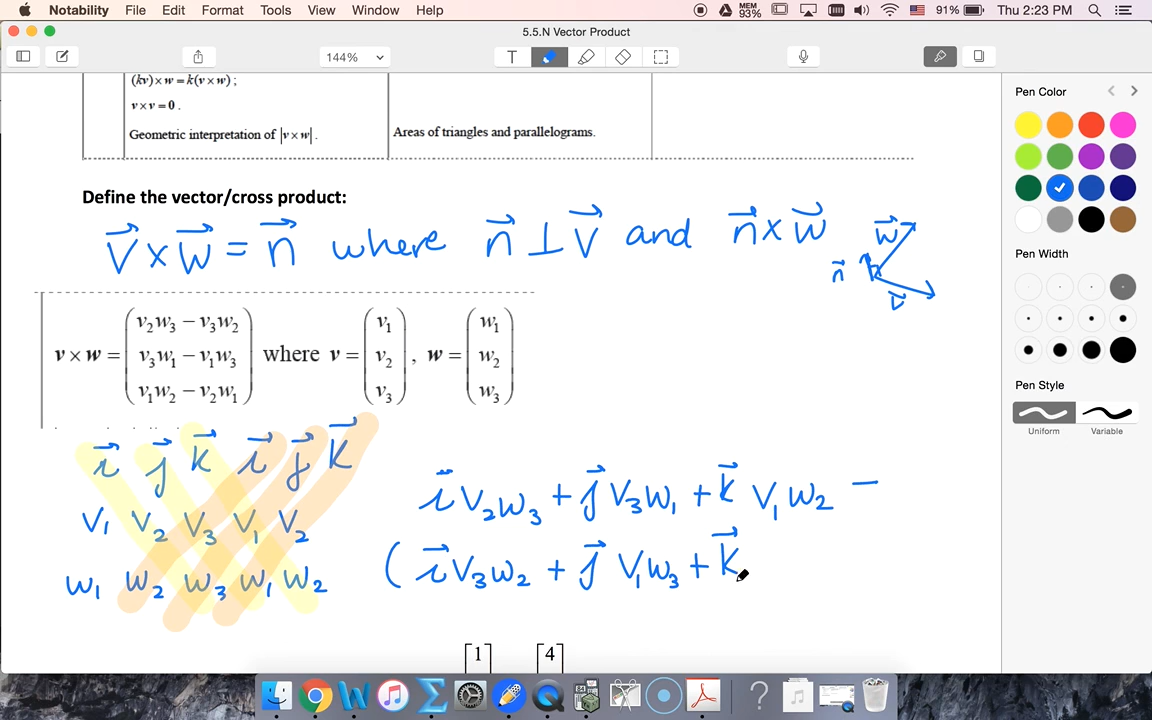 Notability File Edit Format Tools View Window Help MEM 93% 91% Thu 2:23 PM
5.5.N Vector Product
144% T
Pen Color
(kv)×w = k(v×w) ;
v×v = 0 .
Geometric interpretation of |v×w| . Areas of triangles and parallelograms.
Define the vector/cross product:
v⃗ × w⃗ = n⃗ where n⃗ ⊥ v⃗ and n⃗ × w⃗
w⃗
n⃗
v⃗
Pen Width
v × w = (v₂w₃ − v₃w₂
v₃w₁ − v₁w₃
v₁w₂ − v₂w₁) where v = (v₁
v₂
v₃) , w = (w₁
w₂
w₃)
Pen Style
Uniform Variable
i⃗ j⃗ k⃗ i⃗ j⃗ k⃗
v₁ v₂ v₃ v₁ v₂
w₁ w₂ w₃ w₁ w₂
i⃗ v₂w₃ + j⃗ v₃w₁ + k⃗ v₁w₂ −
( i⃗ v₃w₂ + j⃗ v₁w₃ + k⃗
[1] [4]